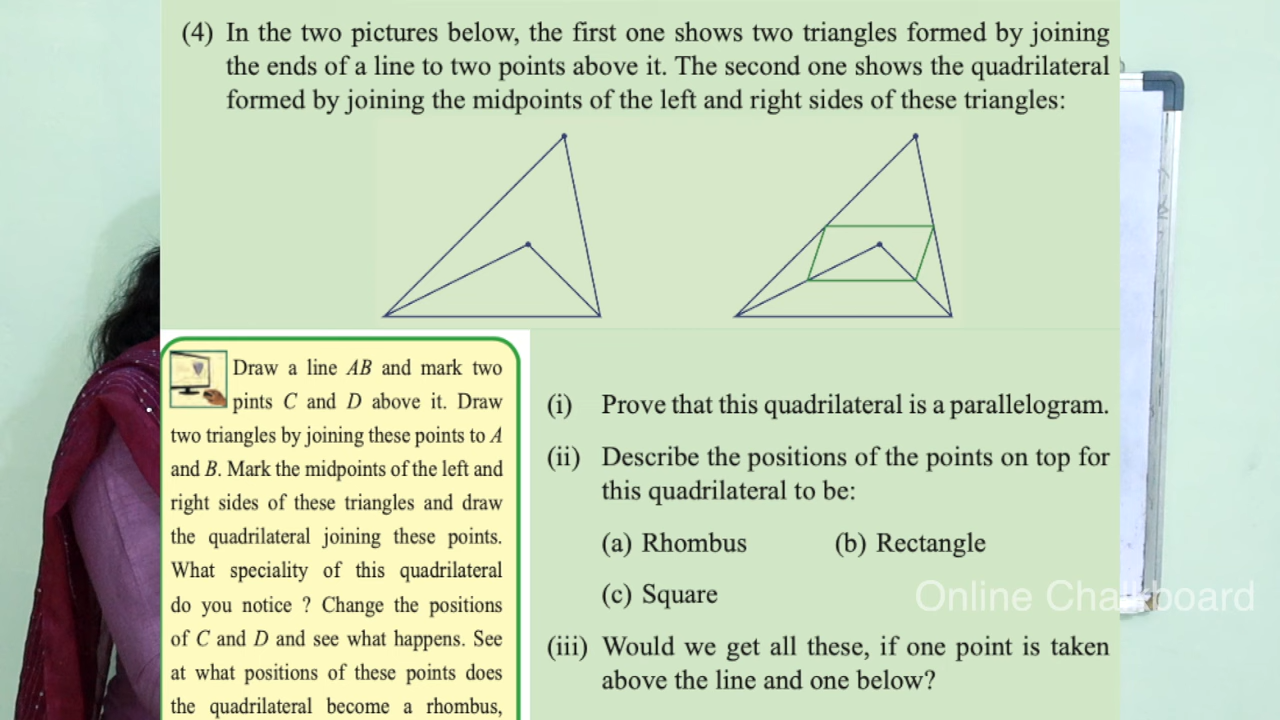 (4) In the two pictures below, the first one shows two triangles formed by joining
the ends of a line to two points above it. The second one shows the quadrilateral
formed by joining the midpoints of the left and right sides of these triangles:
Draw a line AB and mark two
pints C and D above it. Draw
two triangles by joining these points to A
and B. Mark the midpoints of the left and
right sides of these triangles and draw
the quadrilateral joining these points.
What speciality of this quadrilateral
do you notice ? Change the positions
of C and D and see what happens. See
at what positions of these points does
the quadrilateral become a rhombus,
(i) Prove that this quadrilateral is a parallelogram.
(ii) Describe the positions of the points on top for
this quadrilateral to be:
(a) Rhombus (b) Rectangle
(c) Square
(iii) Would we get all these, if one point is taken
above the line and one below?
Online Chalkboard